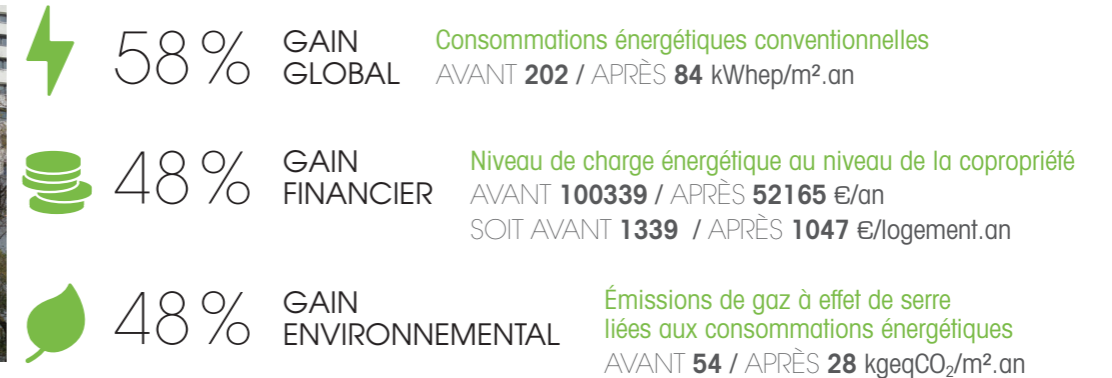 58 % GAIN GLOBAL
Consommations énergétiques conventionnelles
AVANT 202 / APRÈS 84 kWhep/m².an
48 % GAIN FINANCIER
Niveau de charge énergétique au niveau de la copropriété
AVANT 100339 / APRÈS 52165 €/an
SOIT AVANT 1339 / APRÈS 1047 €/logement.an
48 % GAIN ENVIRONNEMENTAL
Émissions de gaz à effet de serre
liées aux consommations énergétiques
AVANT 54 / APRÈS 28 kgeqCO₂/m².an